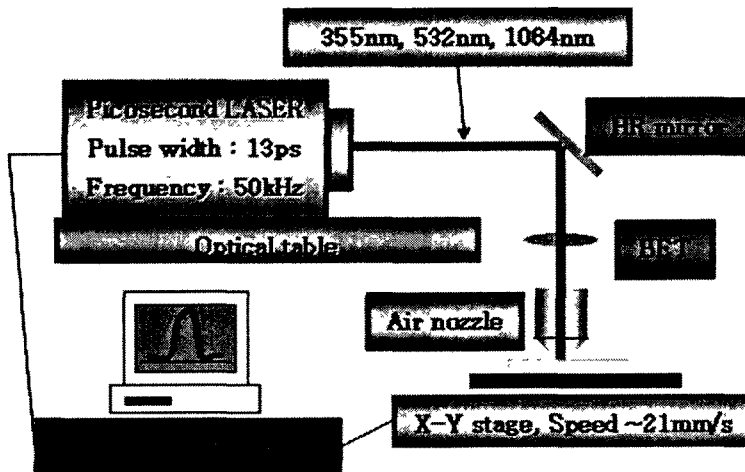 355nm, 532nm, 1064nm
Picosecond LASER
Pulse width : 13ps
Frequency : 50kHz
HR mirror
Optical table
BET
Air nozzle
X-Y stage, Speed ~21mm/s